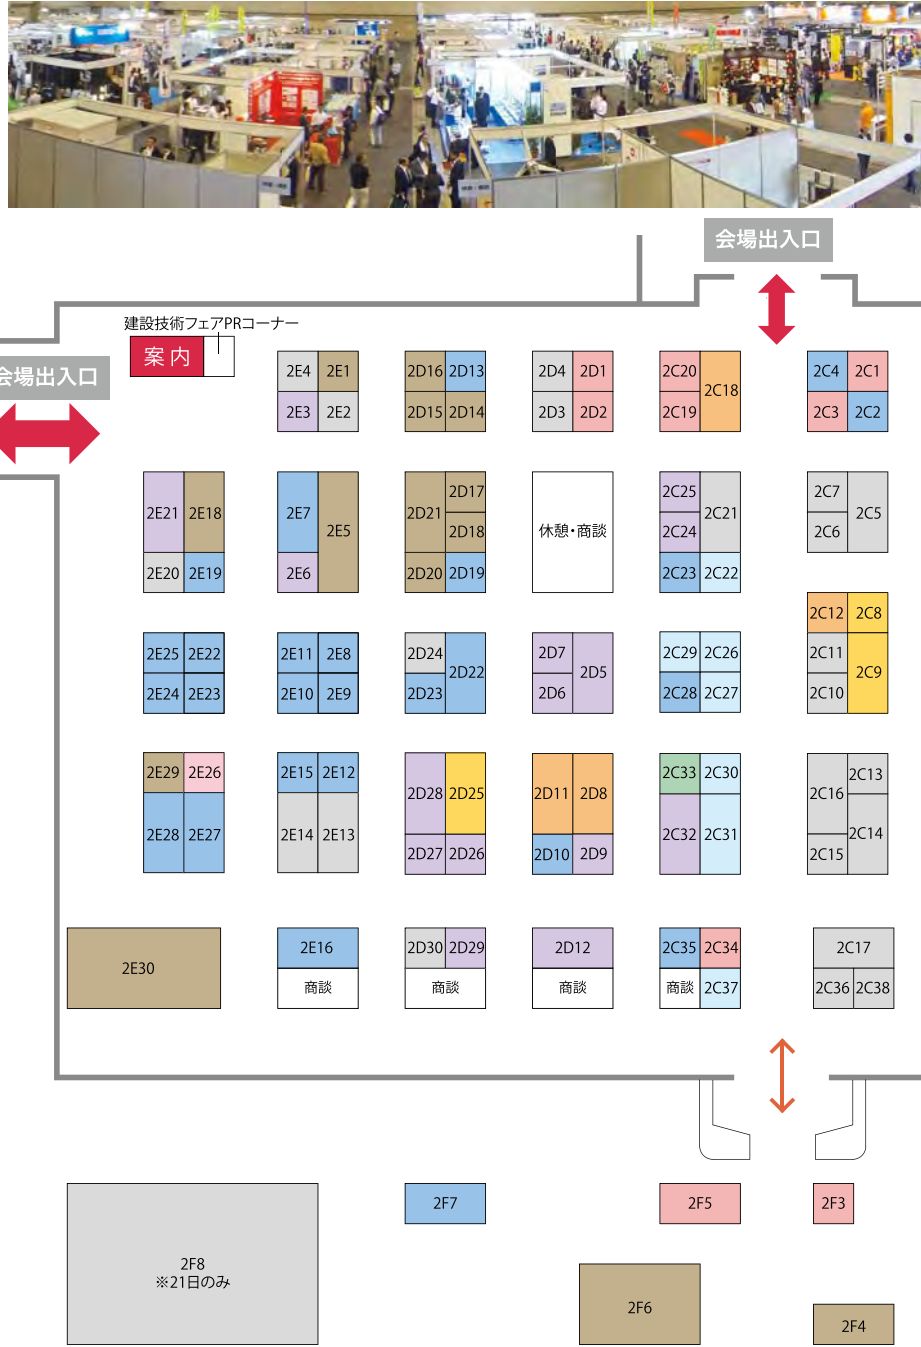 会場出入口
建設技術フェアPRコーナー
案内
会場出入口
2E4 2E1 2D16 2D13 2D4 2D1 2C20 2C18 2C4 2C1
2E3 2E2 2D15 2D14 2D3 2D2 2C19 2C3 2C2
2E21 2E18 2E7 2E5 2D21 2D17 2D18 休憩・商談 2C25 2C24 2C21 2C7 2C6 2C5
2E20 2E19 2E6 2D20 2D19 2C23 2C22
2C12 2C8
2E25 2E22 2E11 2E8 2D24 2D22 2D7 2D5 2C29 2C26 2C11 2C9
2E24 2E23 2E10 2E9 2D23 2D6 2C28 2C27 2C10
2E29 2E26 2E15 2E12 2D28 2D25 2D11 2D8 2C33 2C30 2C16 2C13
2E28 2E27 2E14 2E13 2C32 2C31 2C14
2D27 2D26 2D10 2D9 2C15
2E30 2E16 2D30 2D29 2D12 2C35 2C34 2C17
商談 商談 商談 商談 2C37 2C36 2C38
2F7 2F5 2F3
2F8
※21日のみ
2F6 2F4